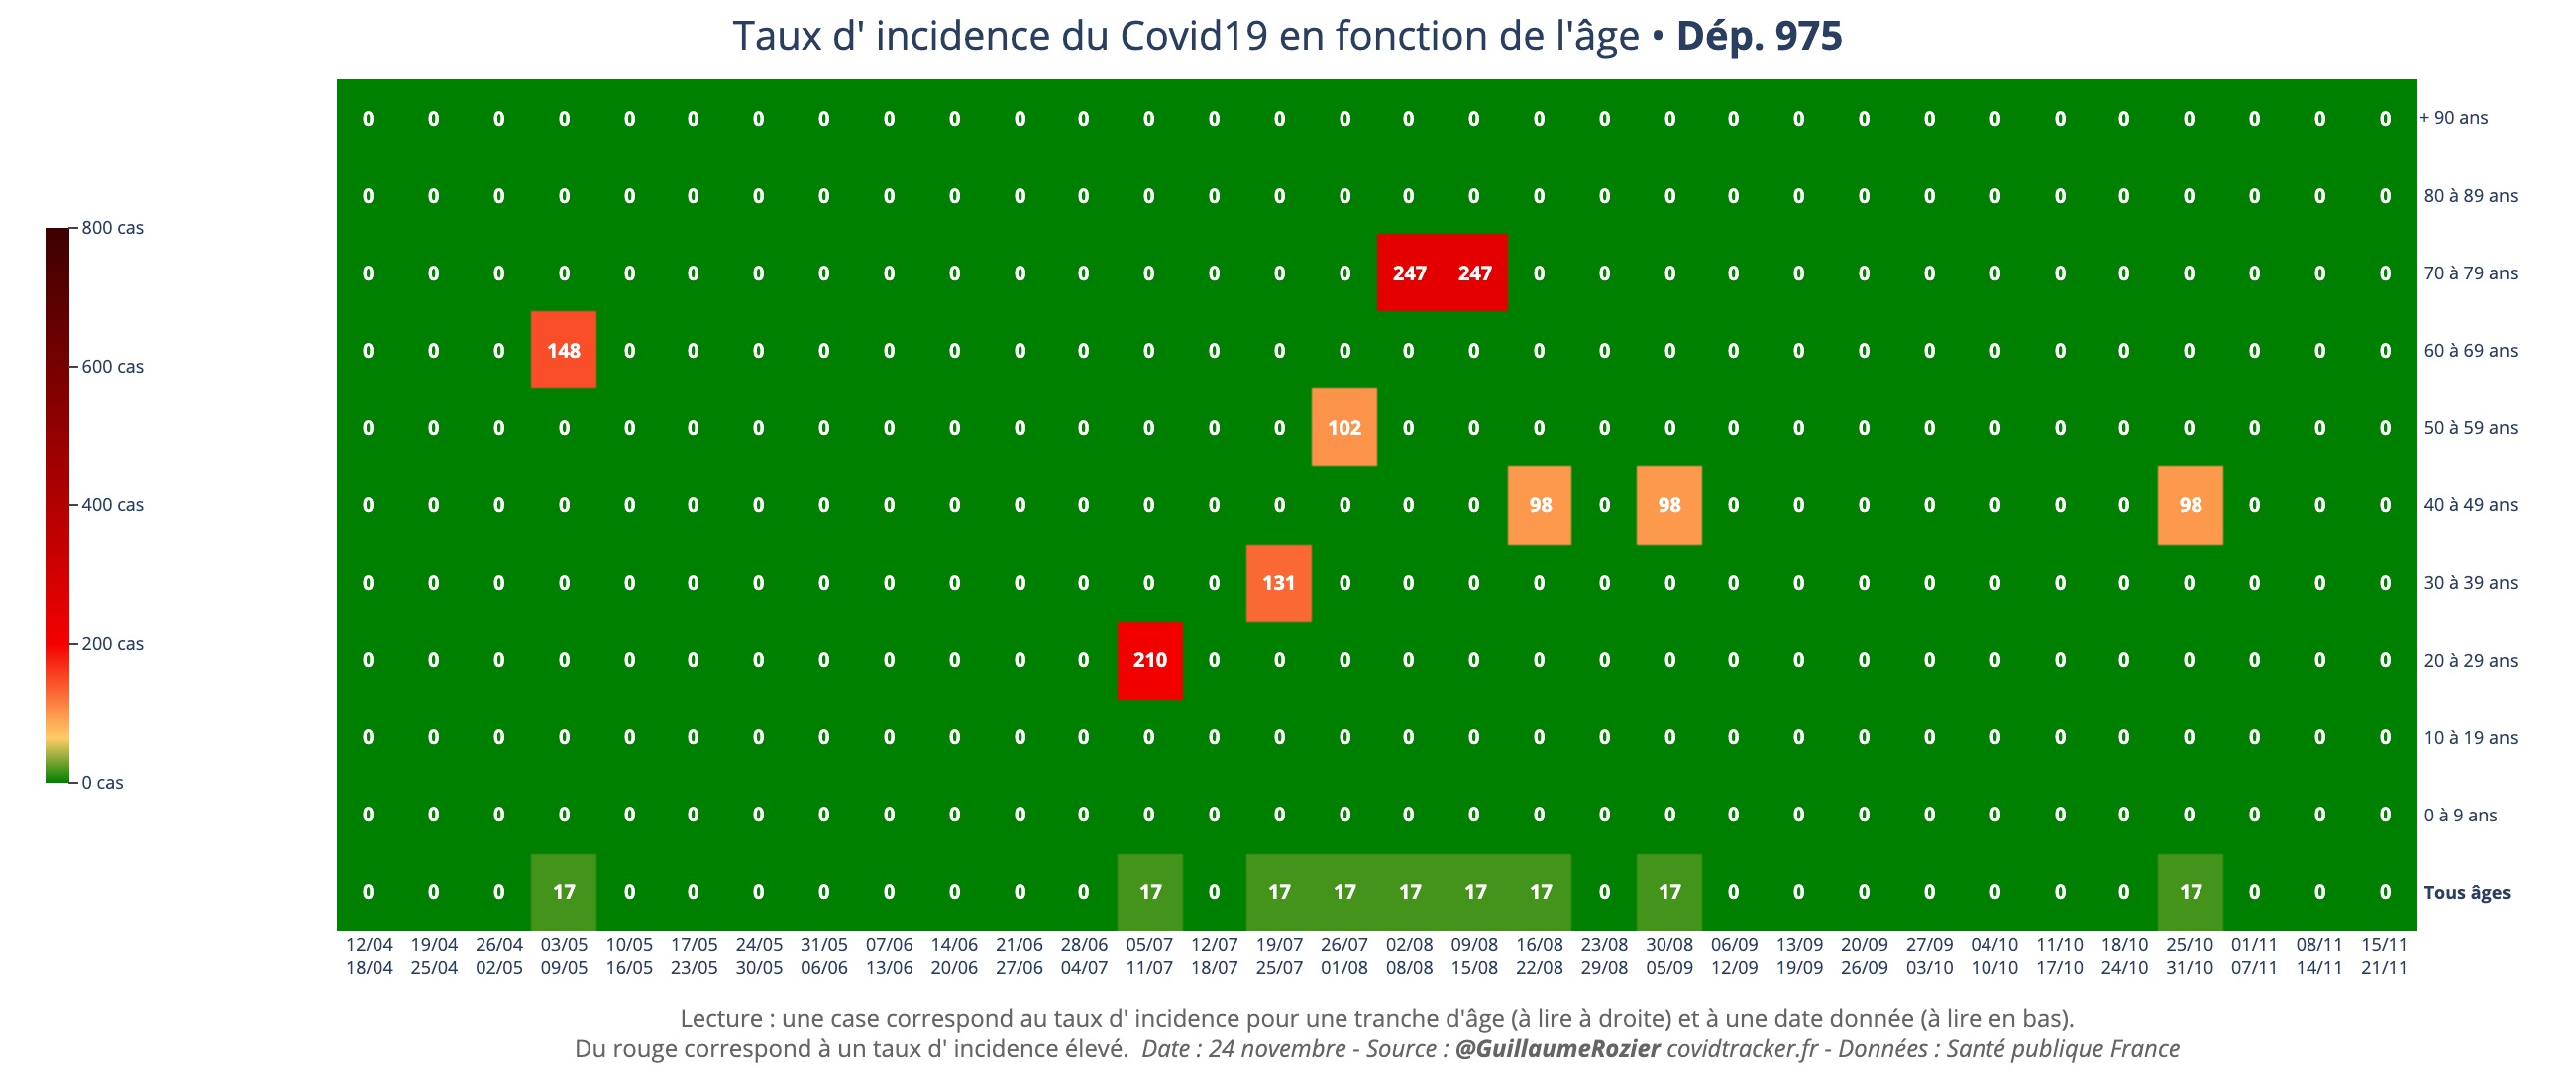 Taux d' incidence du Covid19 en fonction de l'âge • Dép. 975
0 0 0 0 0 0 0 0 0 0 0 0 0 0 0 0 0 0 0 0 0 0 0 0 0 0 0 0 0 0 0 0 + 90 ans
0 0 0 0 0 0 0 0 0 0 0 0 0 0 0 0 0 0 0 0 0 0 0 0 0 0 0 0 0 0 0 0 80 à 89 ans
800 cas
0 0 0 0 0 0 0 0 0 0 0 0 0 0 0 0 247 247 0 0 0 0 0 0 0 0 0 0 0 0 0 0 70 à 79 ans
0 0 0 148 0 0 0 0 0 0 0 0 0 0 0 0 0 0 0 0 0 0 0 0 0 0 0 0 0 0 0 0 60 à 69 ans
600 cas
0 0 0 0 0 0 0 0 0 0 0 0 0 0 0 102 0 0 0 0 0 0 0 0 0 0 0 0 0 0 0 0 50 à 59 ans
400 cas
0 0 0 0 0 0 0 0 0 0 0 0 0 0 0 0 0 0 98 0 98 0 0 0 0 0 0 0 98 0 0 0 40 à 49 ans
0 0 0 0 0 0 0 0 0 0 0 0 0 0 131 0 0 0 0 0 0 0 0 0 0 0 0 0 0 0 0 0 30 à 39 ans
200 cas
0 0 0 0 0 0 0 0 0 0 0 0 210 0 0 0 0 0 0 0 0 0 0 0 0 0 0 0 0 0 0 0 20 à 29 ans
0 0 0 0 0 0 0 0 0 0 0 0 0 0 0 0 0 0 0 0 0 0 0 0 0 0 0 0 0 0 0 0 10 à 19 ans
0 cas
0 0 0 0 0 0 0 0 0 0 0 0 0 0 0 0 0 0 0 0 0 0 0 0 0 0 0 0 0 0 0 0 0 à 9 ans
0 0 0 17 0 0 0 0 0 0 0 0 17 0 17 17 17 17 17 0 17 0 0 0 0 0 0 0 17 0 0 0 Tous âges
12/04 19/04 26/04 03/05 10/05 17/05 24/05 31/05 07/06 14/06 21/06 28/06 05/07 12/07 19/07 26/07 02/08 09/08 16/08 23/08 30/08 06/09 13/09 20/09 27/09 04/10 11/10 18/10 25/10 01/11 08/11 15/11
18/04 25/04 02/05 09/05 16/05 23/05 30/05 06/06 13/06 20/06 27/06 04/07 11/07 18/07 25/07 01/08 08/08 15/08 22/08 29/08 05/09 12/09 19/09 26/09 03/10 10/10 17/10 24/10 31/10 07/11 14/11 21/11
Lecture : une case correspond au taux d' incidence pour une tranche d'âge (à lire à droite) et à une date donnée (à lire en bas).
Du rouge correspond à un taux d' incidence élevé. Date : 24 novembre - Source : @GuillaumeRozier covidtracker.fr - Données : Santé publique France